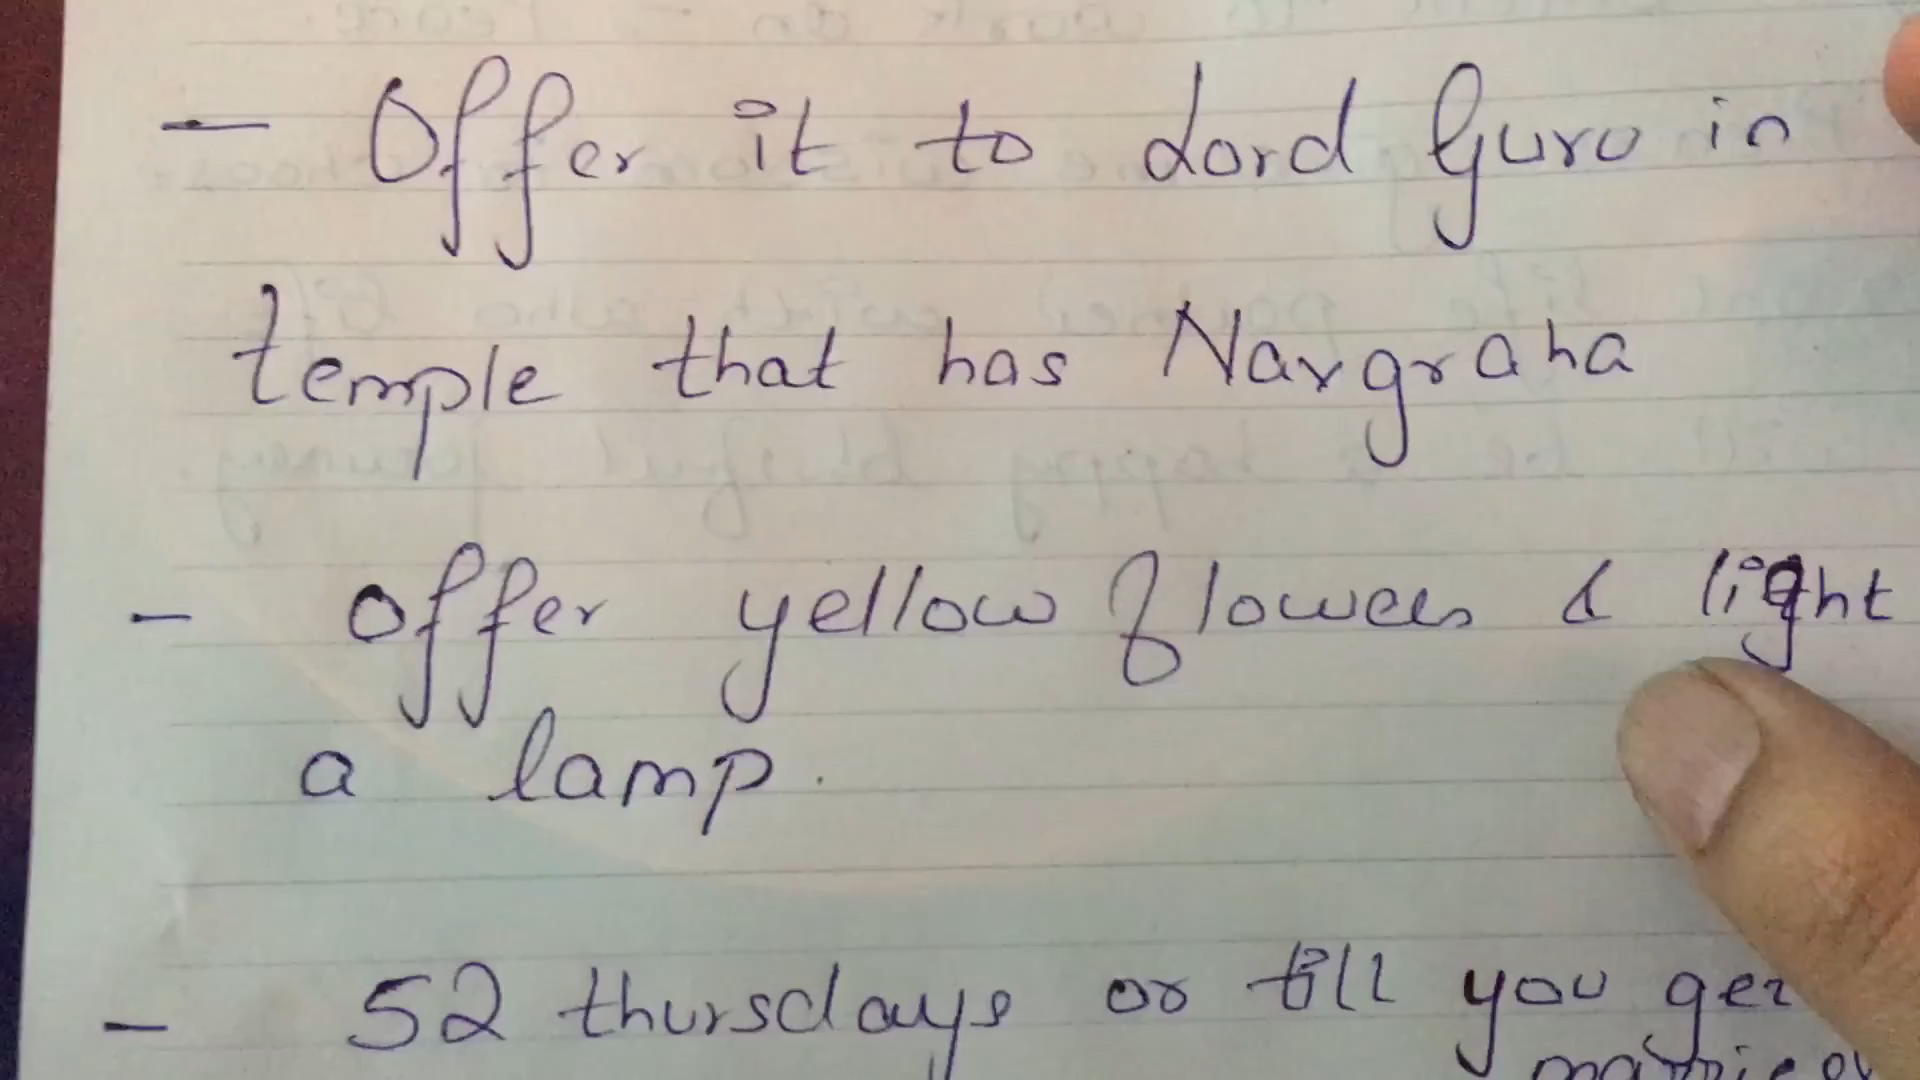 - Offer it to Lord Guru in
temple that has Navgraha
- offer yellow flowers & light
a lamp.
- 52 thursdays or till you get